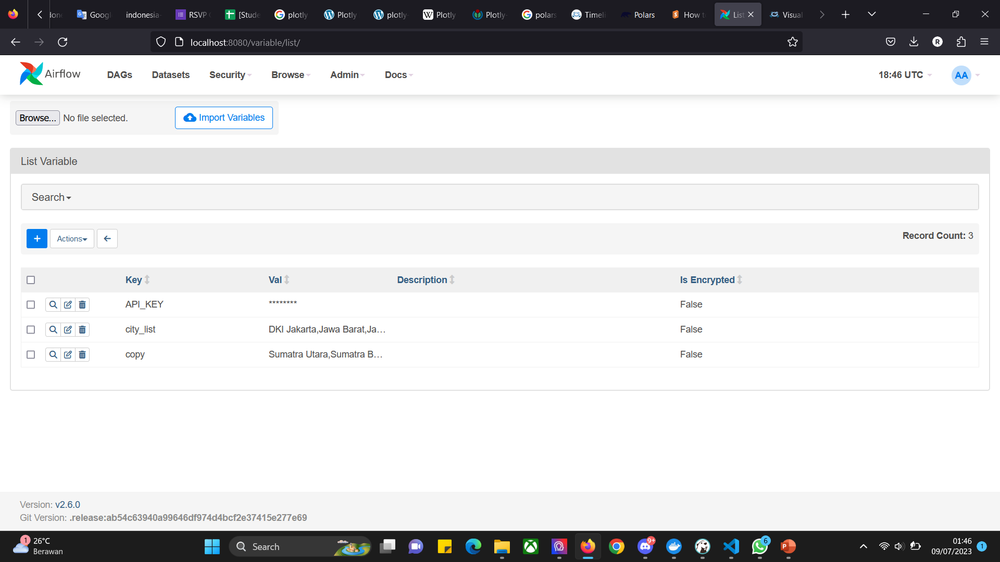 Googl
indonesia
RSVP
[Stude
plotly
Plotly
plotly-
Plotly
Plotly-
polars
Timeli
Polars
How t
List
Visual
localhost:8080/variable/list/
Airflow DAGs Datasets Security Browse Admin Docs 18:46 UTC AA
Browse... No file selected. Import Variables
List Variable
Search
+ Actions Record Count: 3
Key Val Description Is Encrypted
API_KEY ******** False
city_list DKI Jakarta,Jawa Barat,Ja... False
copy Sumatra Utara,Sumatra B... False
Version: v2.6.0
Git Version: .release:ab54c63940a99646df974d4bcf2e37415e277e69
1 26°C
Berawan
Search
9+
6
01:46
09/07/2023
1